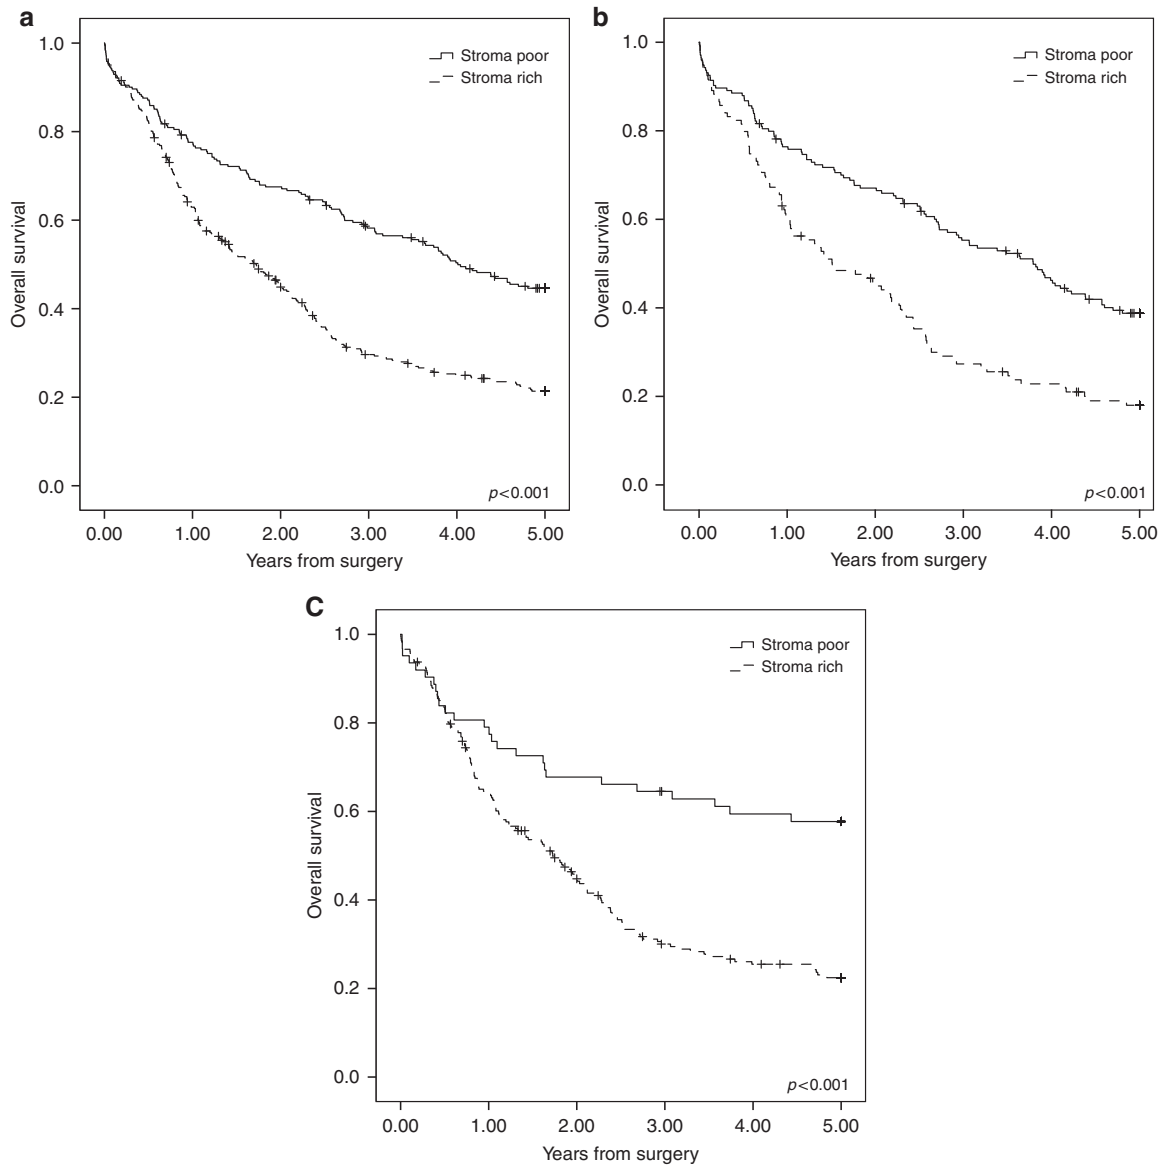 a
1.0
0.8
0.6
0.4
0.2
0.0
Overall survival
Stroma poor
Stroma rich
p<0.001
0.00 1.00 2.00 3.00 4.00 5.00
Years from surgery
b
1.0
0.8
0.6
0.4
0.2
0.0
Overall survival
Stroma poor
Stroma rich
p<0.001
0.00 1.00 2.00 3.00 4.00 5.00
Years from surgery
C
1.0
0.8
0.6
0.4
0.2
0.0
Overall survival
Stroma poor
Stroma rich
p<0.001
0.00 1.00 2.00 3.00 4.00 5.00
Years from surgery